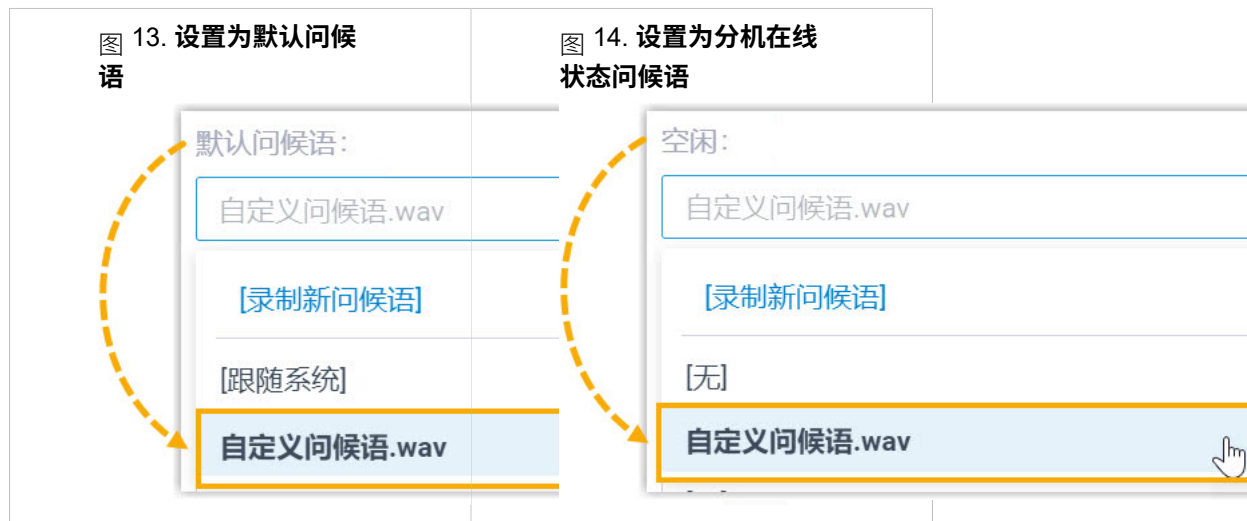 图 13. 设置为默认问候
语
默认问候语：
自定义问候语.wav
[录制新问候语]
[跟随系统]
自定义问候语.wav
图 14. 设置为分机在线
状态问候语
空闲：
自定义问候语.wav
[录制新问候语]
[无]
自定义问候语.wav